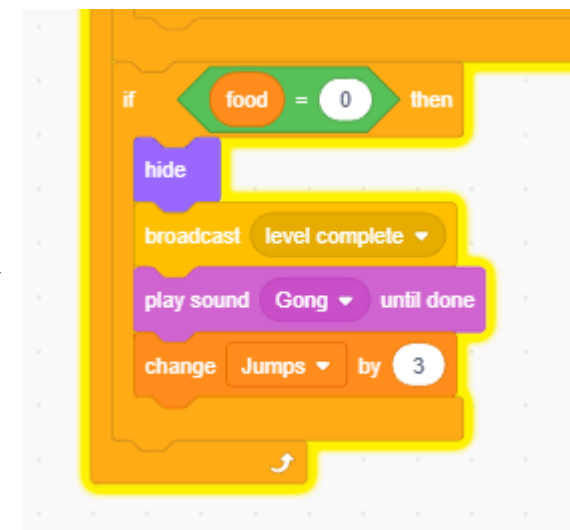 if food = 0 then
hide
broadcast level complete
play sound Gong until done
change Jumps by 3